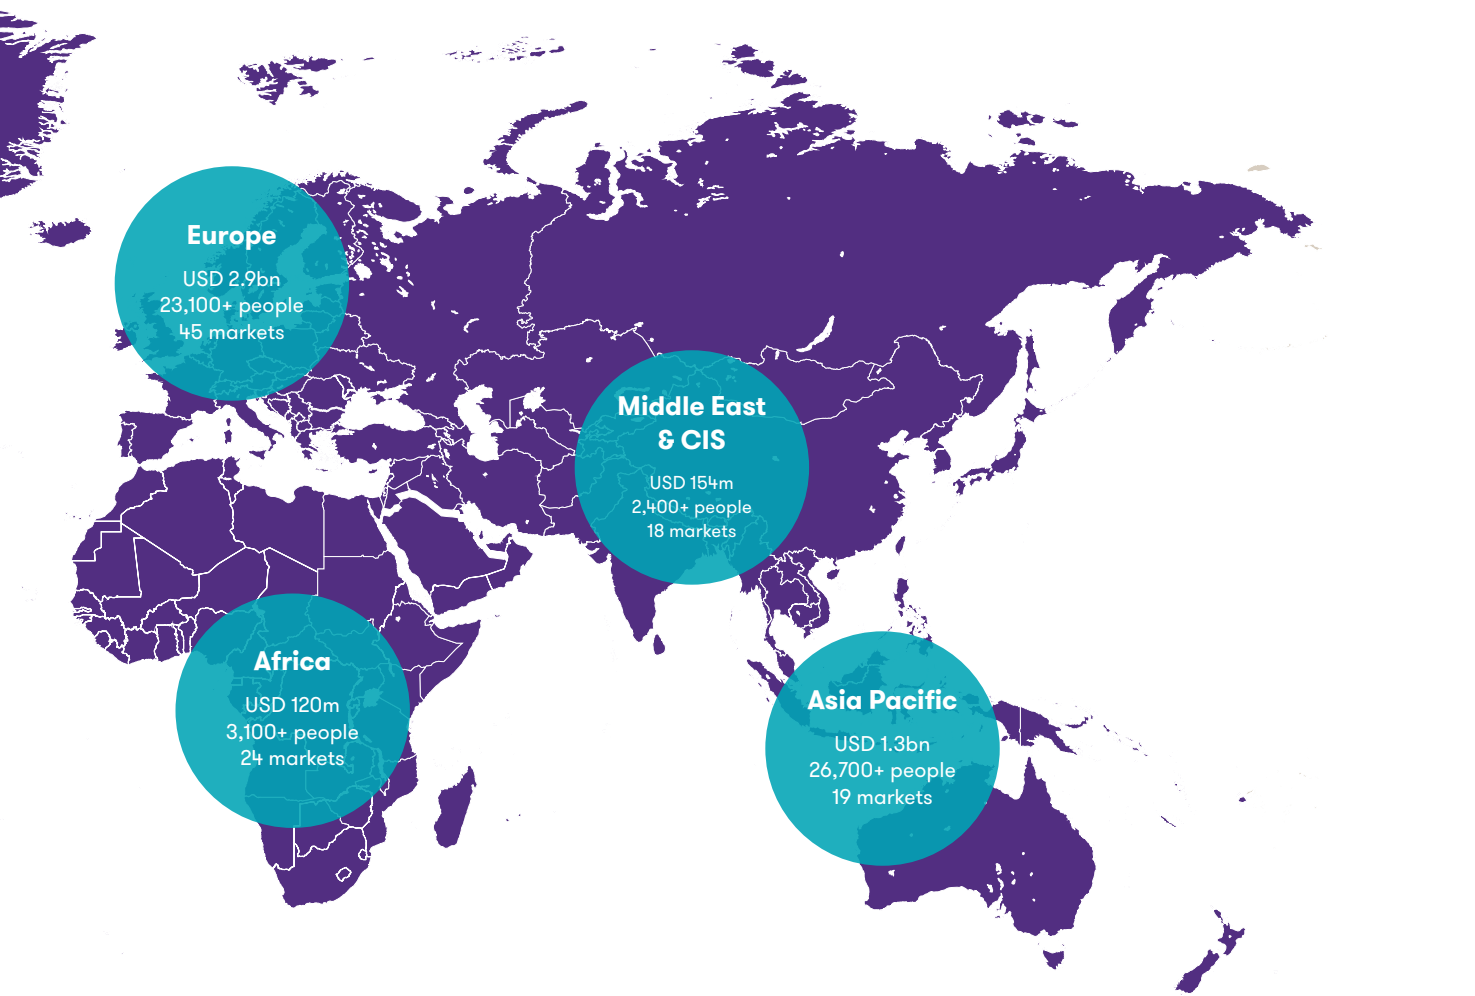 Europe
USD 2.9bn
23,100+ people
45 markets
Middle East
& CIS
USD 154m
2,400+ people
18 markets
Africa
USD 120m
3,100+ people
24 markets
Asia Pacific
USD 1.3bn
26,700+ people
19 markets